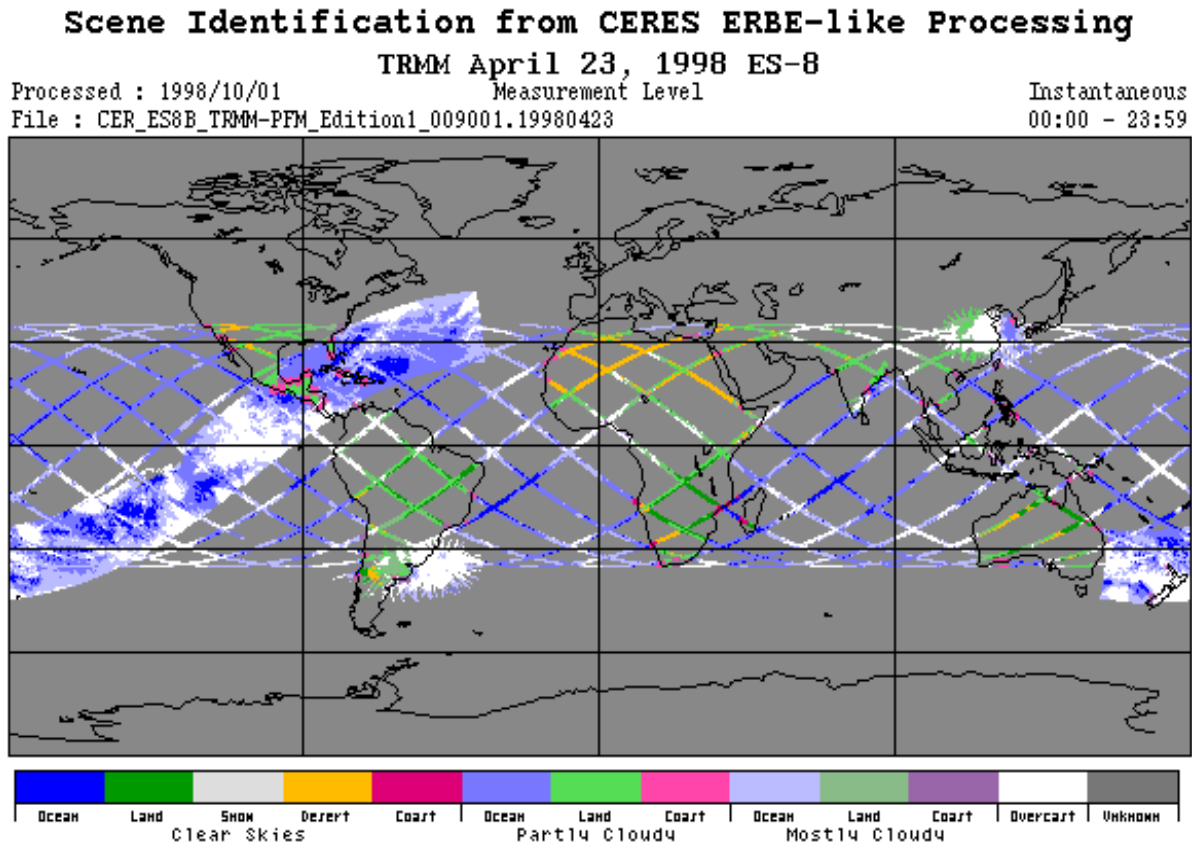 Scene Identification from CERES ERBE-like Processing
TRMM April 23, 1998 ES-8
Processed : 1998/10/01 Measurement Level Instantaneous
File : CER_ES8B_TRMM-PFM_Edition1_009001.19980423 00:00 - 23:59
Ocean Land Snow Desert Coast Ocean Land Coast Ocean Land Coast Overcast Unknown
Clear Skies Partly Cloudy Mostly Cloudy